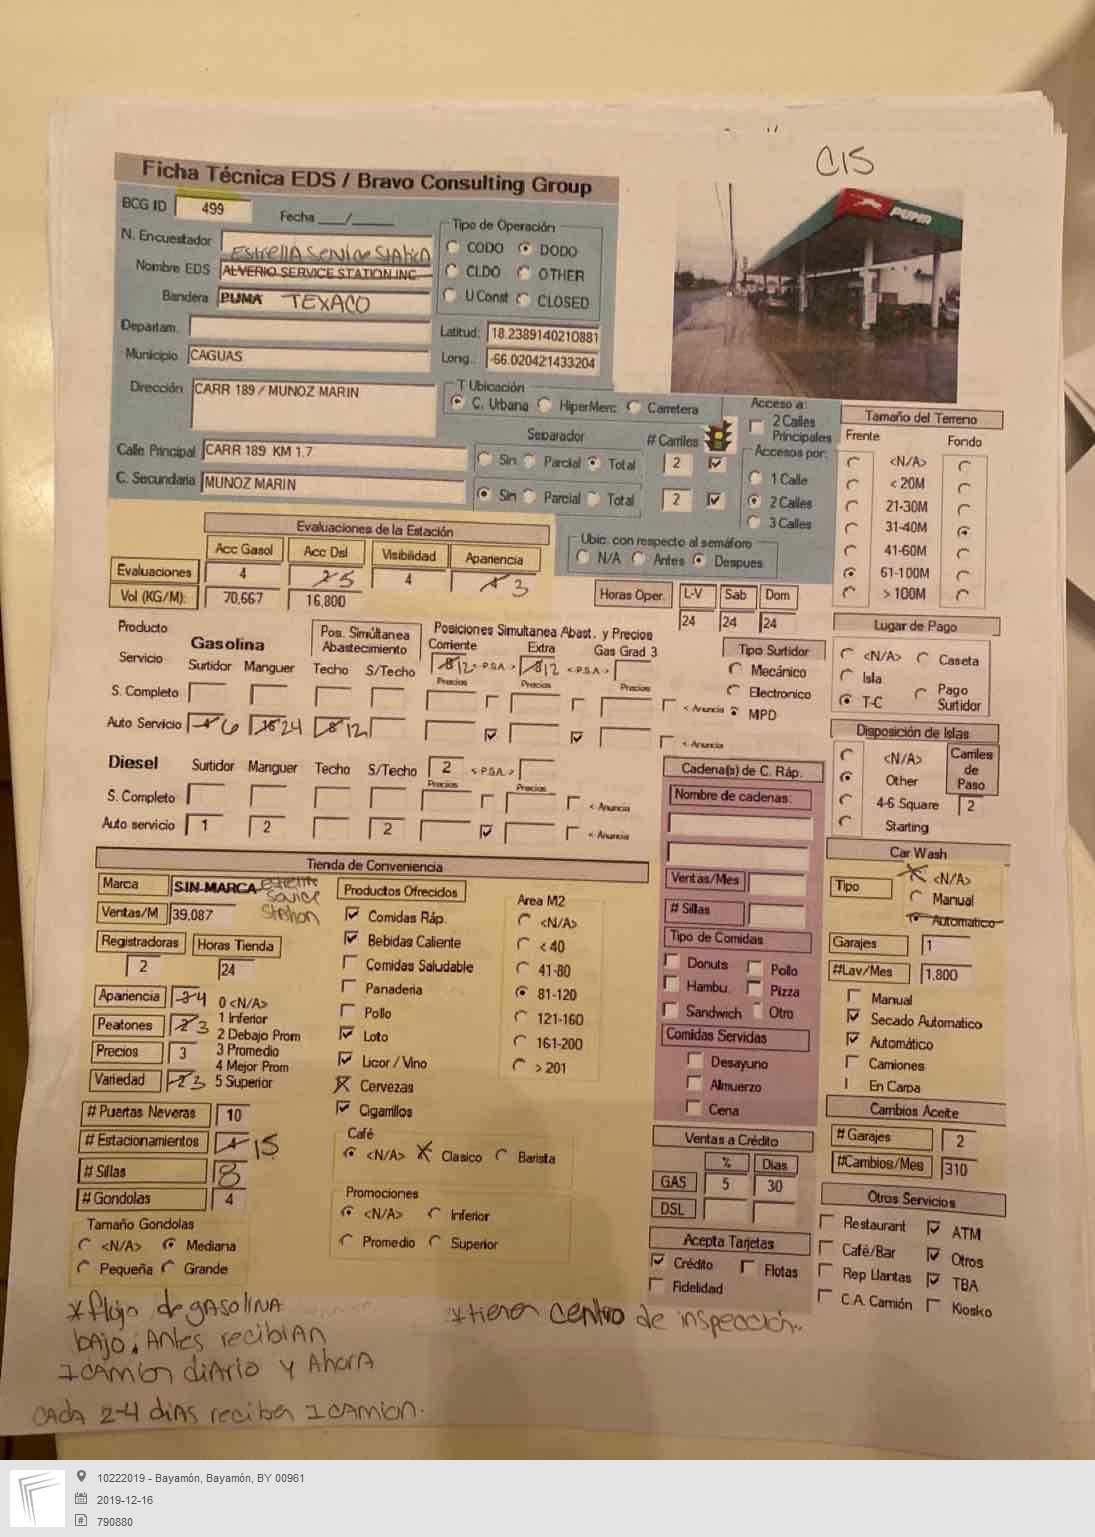 CIS
Ficha Técnica EDS / Bravo Consulting Group
BCG ID 499 Fecha ___/______
N. Encuestador
Estrella Service Station
Nombre EDS ALVERIO SERVICE STATION INC
Bandera PUMA TEXACO
Departam.
Municipio CAGUAS
Dirección CARR 189 / MUNOZ MARIN
Calle Principal CARR 189 KM 1.7
C. Secundaria MUNOZ MARIN
Tipo de Operación
CODO DODO
CLDO OTHER
U Const CLOSED
Latitud: 18.2389140210881
Long.: -66.020421433204
T Ubicación
C. Urbana HiperMerc Carretera
Separador # Carriles
Sin Parcial Total 2
Sin Parcial Total 2
Acceso a:
2 Calles
Principales
Accesos por:
1 Calle
2 Calles
3 Calles
Ubic. con respecto al semáforo
N/A Antes Despues
PUMA
Tamaño del Terreno
Frente Fondo
<N/A>
< 20M
21-30M
31-40M
41-60M
61-100M
> 100M
Evaluaciones de la Estación
Acc Gasol Acc Dsl Visibilidad Apariencia
Evaluaciones 4 5 4 4 3
Vol (KG/M): 70,667 16,800
Horas Oper. L-V Sab Dom
24 24 24
Producto Gasolina
Servicio Surtidor Manguer Techo S/Techo
Pos. Simúltanea
Abastecimiento
Posiciones Simultanea Abast. y Precios
Corriente Extra Gas Grad 3
8 12 < P.S.A. > 8 12 < P.S.A. >
Precios Precios Precios
S. Completo < Anuncia
Auto Servicio 4 6 16 24 8 12 < Anuncia
Tipo Surtidor
Mecánico
Electronico
MPD
Lugar de Pago
<N/A> Caseta
Isla
T-C Pago
Surtidor
Disposición de Islas
<N/A>
Other
4-6 Square
Starting
Carriles
de
Paso
2
Diesel Surtidor Manguer Techo S/Techo 2 < P.S.A. >
Precios Precios
S. Completo < Anuncia
Auto servicio 1 2 2 < Anuncia
Cadena(s) de C. Ráp.
Nombre de cadenas:
Ventas/Mes
# Sillas
Tipo de Comidas
Donuts Pollo
Hambu. Pizza
Sandwich Otro
Comidas Servidas
Desayuno
Almuerzo
Cena
Car Wash
Tipo <N/A>
Manual
Automatico
Garajes 1
#Lav/Mes 1.800
Manual
Secado Automatico
Automático
Camiones
En Carpa
Cambios Aceite
#Garajes 2
#Cambios/Mes 310
Otros Servicios
Restaurant ATM
Café/Bar Otros
Rep Llantas TBA
C.A. Camión Kiosko
Tienda de Conveniencia
Marca SIN MARCA Estrella
Service
Station
Ventas/M 39,087
Registradoras Horas Tienda
2 24
Apariencia 3 4 0 <N/A>
1 Inferior
Peatones 2 3 2 Debajo Prom
Precios 3 3 Promedio
4 Mejor Prom
Variedad 2 3 5 Superior
# Puertas Neveras 10
# Estacionamientos 4 15
# Sillas 8
# Gondolas 4
Tamaño Gondolas
<N/A> Mediana
Pequeña Grande
Productos Ofrecidos
Comidas Ráp.
Bebidas Caliente
Comidas Saludable
Panaderia
Pollo
Loto
Licor / Vino
Cervezas
Cigarrillos
Area M2
<N/A>
< 40
41-80
81-120
121-160
161-200
> 201
Café
<N/A> Clasico Barista
Promociones
<N/A> Inferior
Promedio Superior
Ventas a Crédito
% Dias
GAS 5 30
DSL
Acepta Tarjetas
Crédito Flotas
Fidelidad
*flujo de gasolina
bajo; Antes recibian
1 camion diario y Ahora
cada 2-4 dias reciben 1 camion.
*tienen centro de inspección.
10222019 - Bayamón, Bayamón, BY 00961
2019-12-16
790880